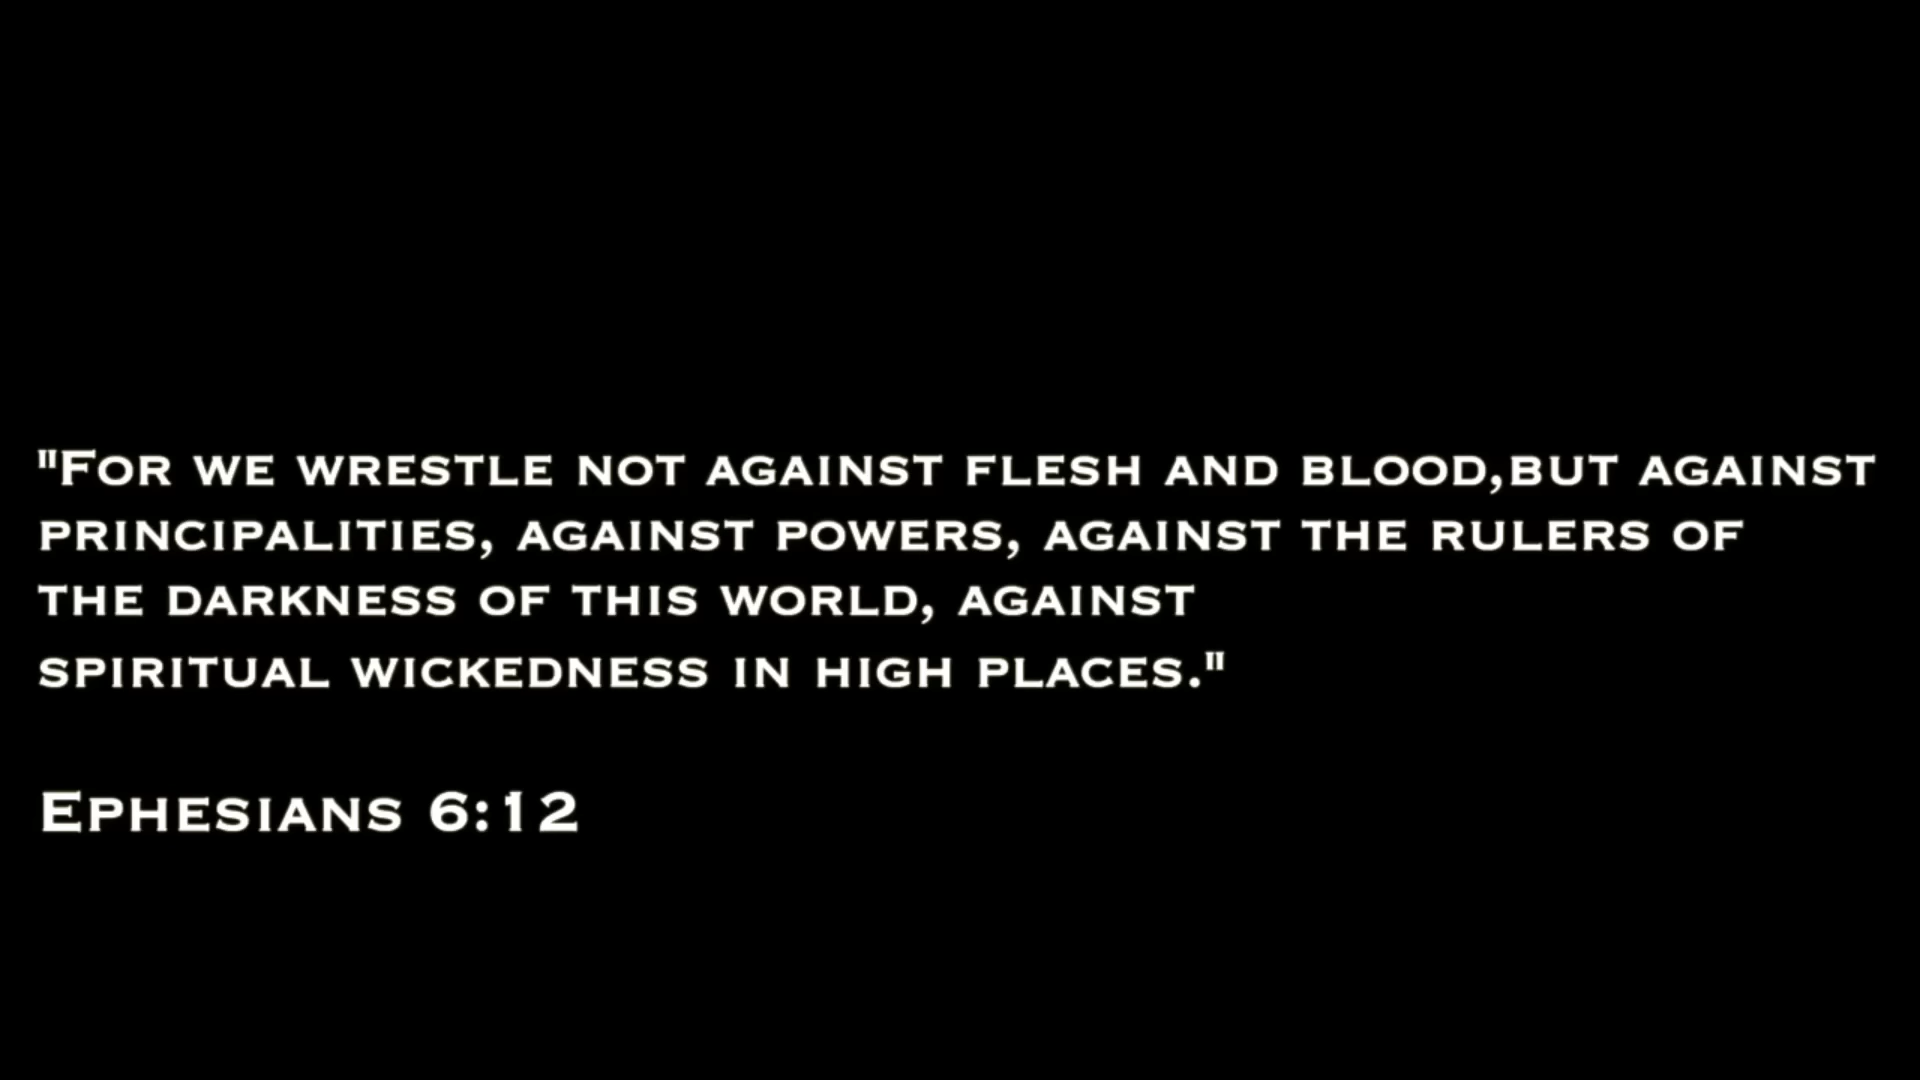 "For we wrestle not against flesh and blood,but against
principalities, against powers, against the rulers of
the darkness of this world, against
spiritual wickedness in high places."
Ephesians 6:12